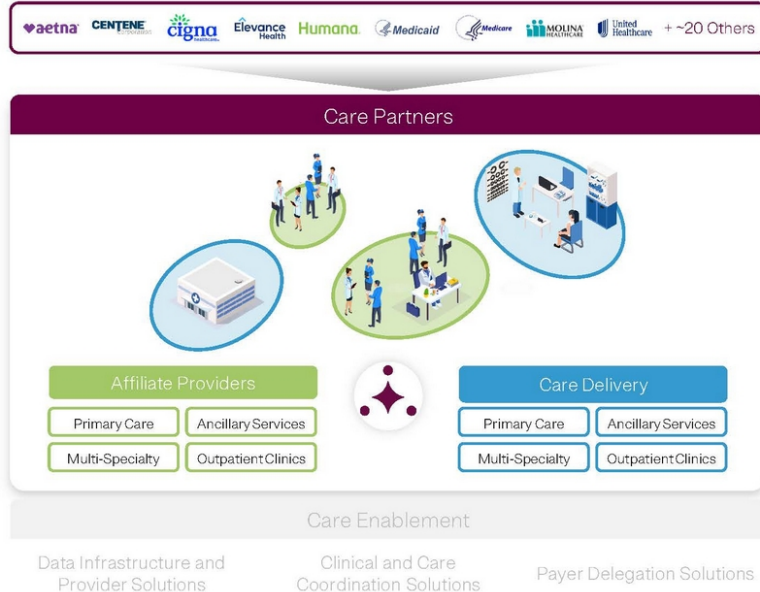 aetna
CENTENE
Corporation
cigna
healthcare
Elevance
Health
Humana
Medicaid
Medicare
MOLINA
HEALTHCARE
United
Healthcare
+ ~20 Others
Care Partners
Affiliate Providers
Care Delivery
Primary Care
Ancillary Services
Primary Care
Ancillary Services
Multi-Specialty
Outpatient Clinics
Multi-Specialty
Outpatient Clinics
Care Enablement
Data Infrastructure and
Provider Solutions
Clinical and Care
Coordination Solutions
Payer Delegation Solutions